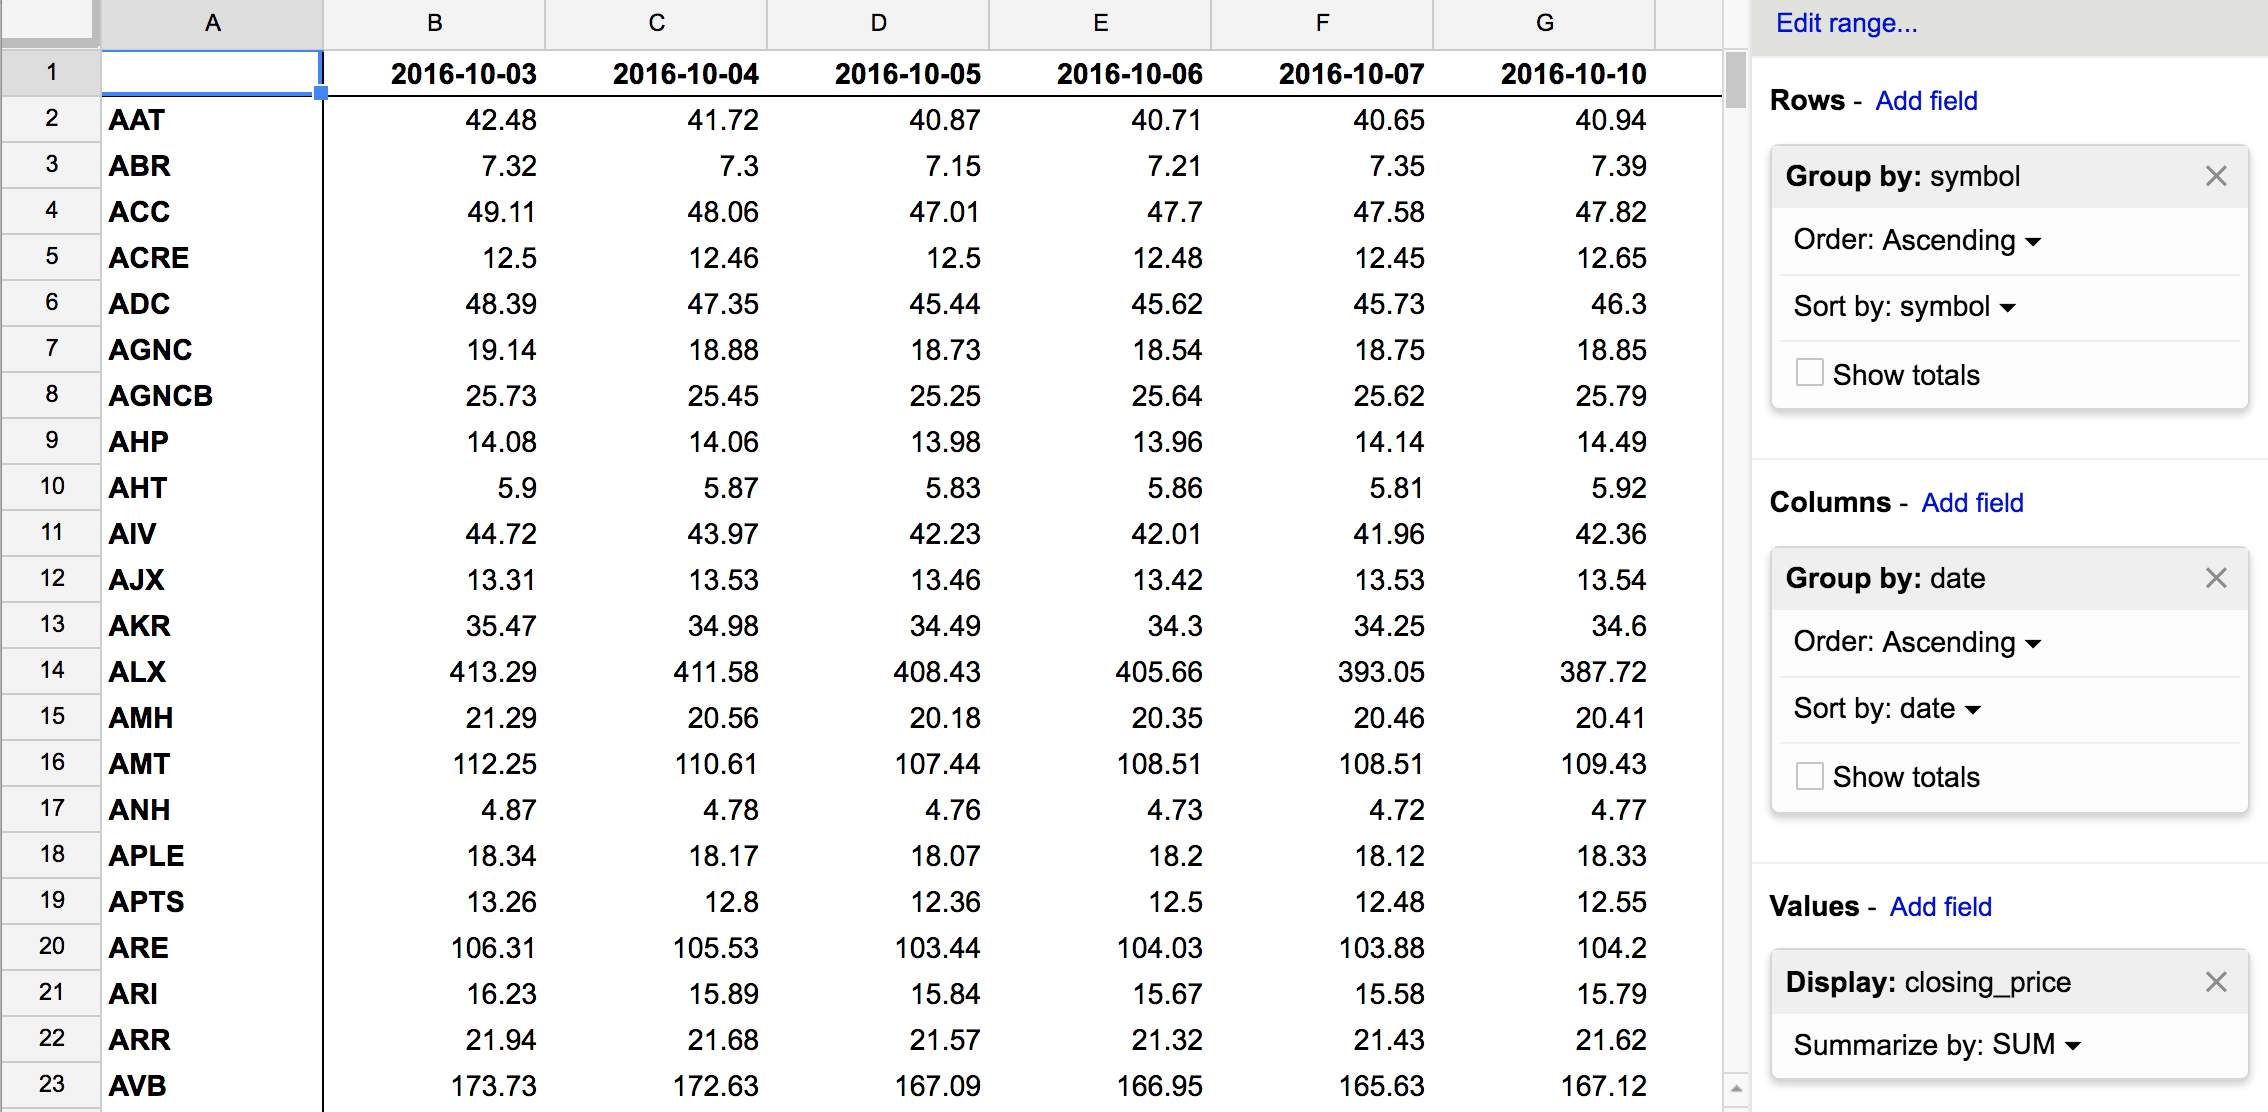 A B C D E F G
1 2016-10-03 2016-10-04 2016-10-05 2016-10-06 2016-10-07 2016-10-10
2 AAT 42.48 41.72 40.87 40.71 40.65 40.94
3 ABR 7.32 7.3 7.15 7.21 7.35 7.39
4 ACC 49.11 48.06 47.01 47.7 47.58 47.82
5 ACRE 12.5 12.46 12.5 12.48 12.45 12.65
6 ADC 48.39 47.35 45.44 45.62 45.73 46.3
7 AGNC 19.14 18.88 18.73 18.54 18.75 18.85
8 AGNCB 25.73 25.45 25.25 25.64 25.62 25.79
9 AHP 14.08 14.06 13.98 13.96 14.14 14.49
10 AHT 5.9 5.87 5.83 5.86 5.81 5.92
11 AIV 44.72 43.97 42.23 42.01 41.96 42.36
12 AJX 13.31 13.53 13.46 13.42 13.53 13.54
13 AKR 35.47 34.98 34.49 34.3 34.25 34.6
14 ALX 413.29 411.58 408.43 405.66 393.05 387.72
15 AMH 21.29 20.56 20.18 20.35 20.46 20.41
16 AMT 112.25 110.61 107.44 108.51 108.51 109.43
17 ANH 4.87 4.78 4.76 4.73 4.72 4.77
18 APLE 18.34 18.17 18.07 18.2 18.12 18.33
19 APTS 13.26 12.8 12.36 12.5 12.48 12.55
20 ARE 106.31 105.53 103.44 104.03 103.88 104.2
21 ARI 16.23 15.89 15.84 15.67 15.58 15.79
22 ARR 21.94 21.68 21.57 21.32 21.43 21.62
23 AVB 173.73 172.63 167.09 166.95 165.63 167.12
Edit range...
Rows - Add field
Group by: symbol
Order: Ascending
Sort by: symbol
Show totals
Columns - Add field
Group by: date
Order: Ascending
Sort by: date
Show totals
Values - Add field
Display: closing_price
Summarize by: SUM